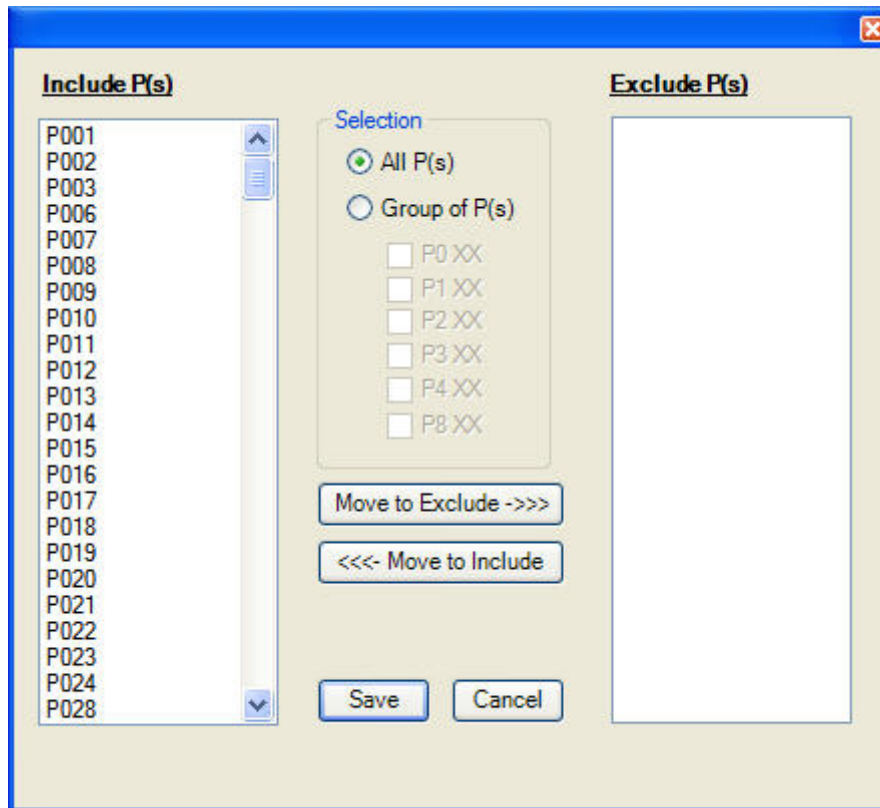 Include P(s)
P001
P002
P003
P006
P007
P008
P009
P010
P011
P012
P013
P014
P015
P016
P017
P018
P019
P020
P021
P022
P023
P024
P028
Selection
All P(s)
Group of P(s)
P0 XX
P1 XX
P2 XX
P3 XX
P4 XX
P8 XX
Move to Exclude ->>>
<<<- Move to Include
Save
Cancel
Exclude P(s)